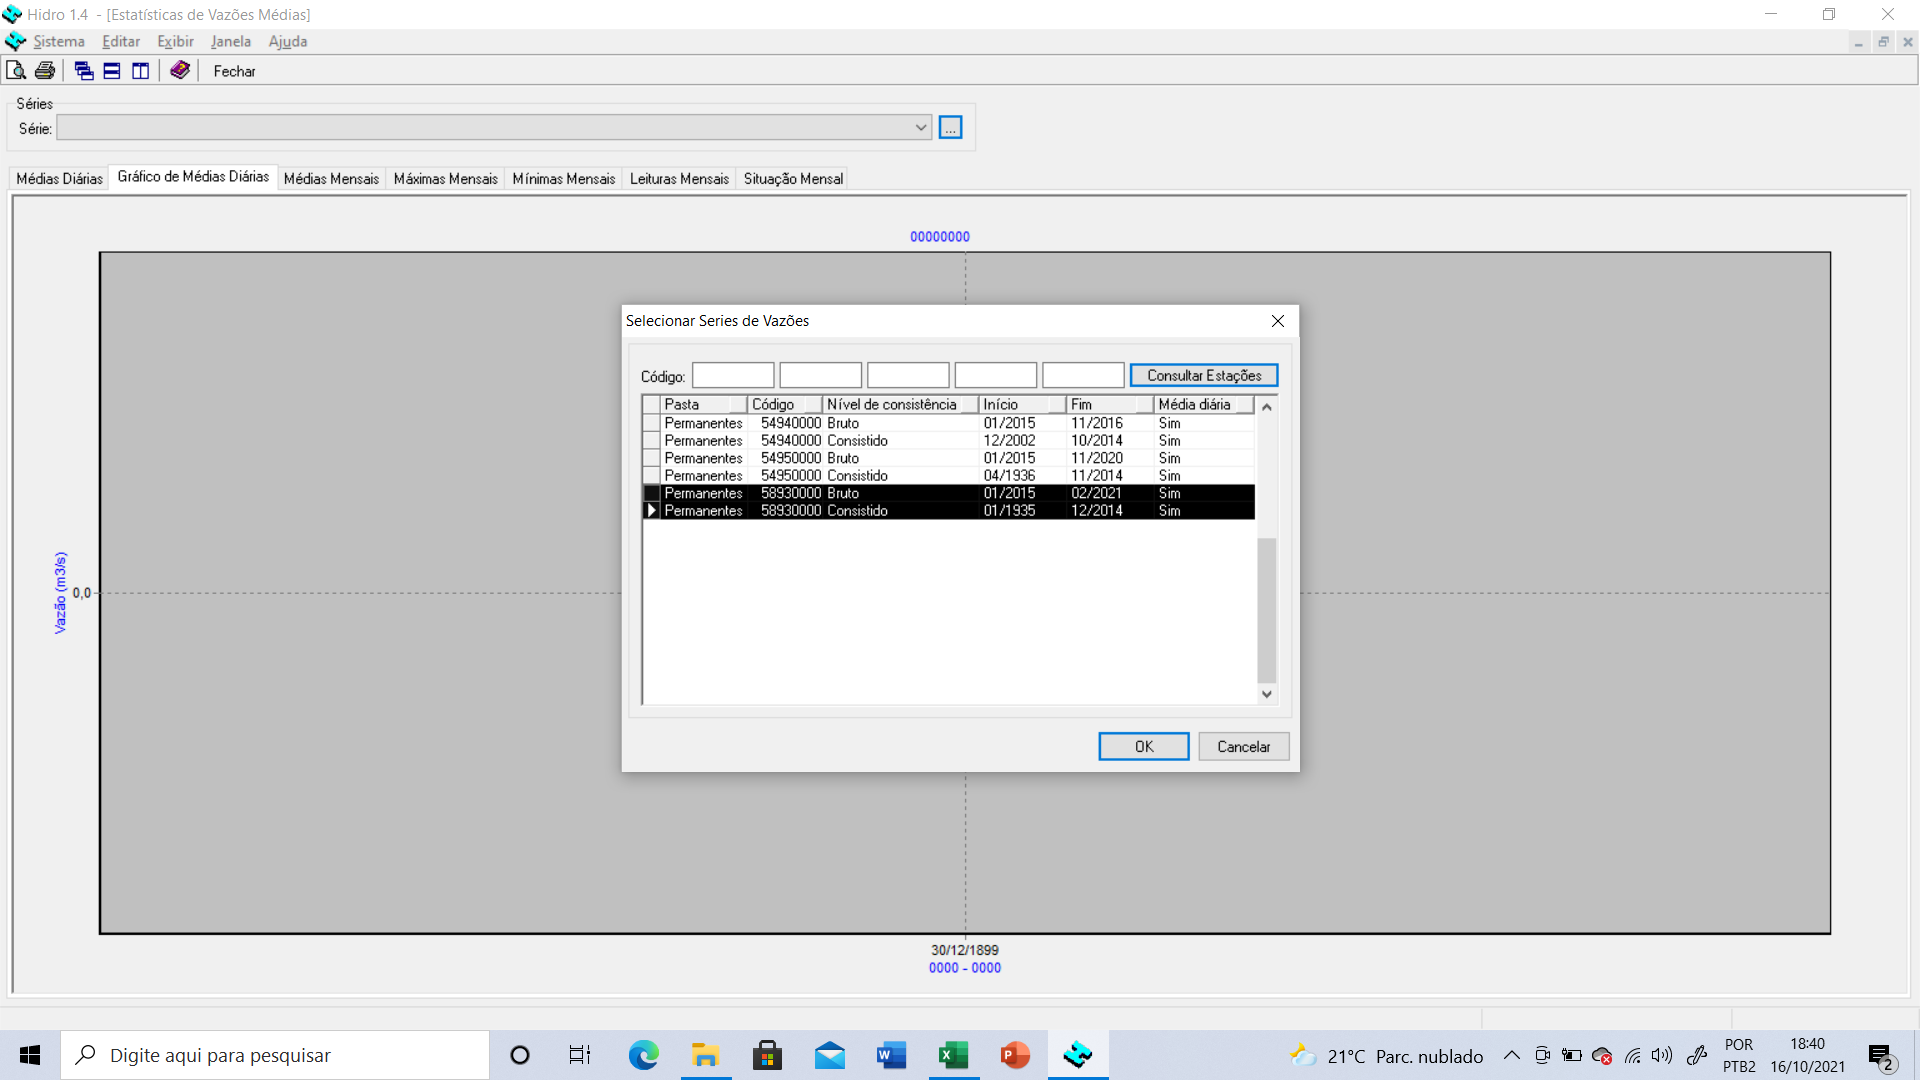 Hidro 1.4 - [Estatísticas de Vazões Médias]
Sistema Editar Exibir Janela Ajuda
Fechar
Séries
Série:
...
Médias Diárias Gráfico de Médias Diárias Médias Mensais Máximas Mensais Mínimas Mensais Leituras Mensais Situação Mensal
00000000
Vazão (m3/s)
0,0
Selecionar Series de Vazões
Código: Consultar Estações
Pasta Código Nível de consistência Início Fim Média diária
Permanentes 54940000 Bruto 01/2015 11/2016 Sim
Permanentes 54940000 Consistido 12/2002 10/2014 Sim
Permanentes 54950000 Bruto 01/2015 11/2020 Sim
Permanentes 54950000 Consistido 04/1936 11/2014 Sim
Permanentes 58930000 Bruto 01/2015 02/2021 Sim
Permanentes 58930000 Consistido 01/1935 12/2014 Sim
OK Cancelar
30/12/1899
0000 - 0000
Digite aqui para pesquisar
21°C Parc. nublado
POR
PTB2
18:40
16/10/2021
2